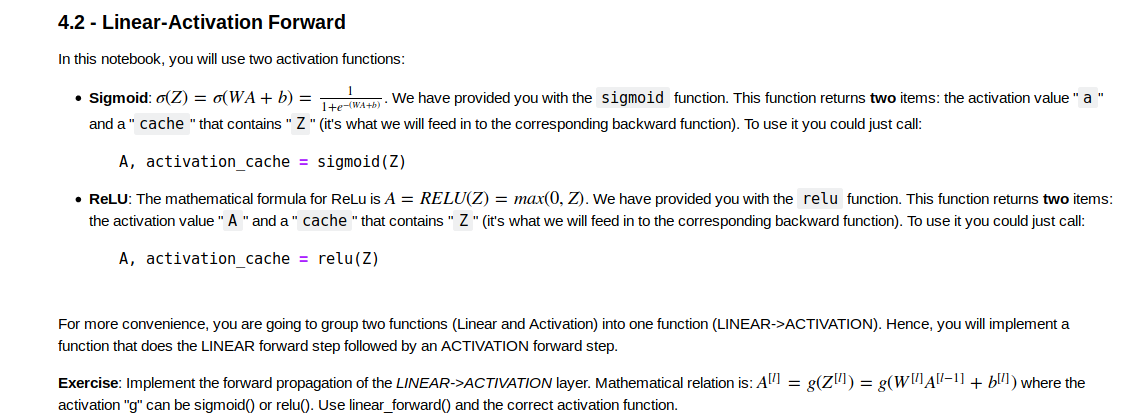 4.2 - Linear-Activation Forward
In this notebook, you will use two activation functions:
• Sigmoid: σ(Z) = σ(WA + b) = 1/(1+e^{−(WA+b)}). We have provided you with the sigmoid function. This function returns two items: the activation value "a"
and a "cache" that contains "Z" (it's what we will feed in to the corresponding backward function). To use it you could just call:
A, activation_cache = sigmoid(Z)
• ReLU: The mathematical formula for ReLu is A = RELU(Z) = max(0, Z). We have provided you with the relu function. This function returns two items:
the activation value "A" and a "cache" that contains "Z" (it's what we will feed in to the corresponding backward function). To use it you could just call:
A, activation_cache = relu(Z)
For more convenience, you are going to group two functions (Linear and Activation) into one function (LINEAR->ACTIVATION). Hence, you will implement a
function that does the LINEAR forward step followed by an ACTIVATION forward step.
Exercise: Implement the forward propagation of the LINEAR->ACTIVATION layer. Mathematical relation is: A^{[l]} = g(Z^{[l]}) = g(W^{[l]}A^{[l−1]} + b^{[l]}) where the
activation "g" can be sigmoid() or relu(). Use linear_forward() and the correct activation function.